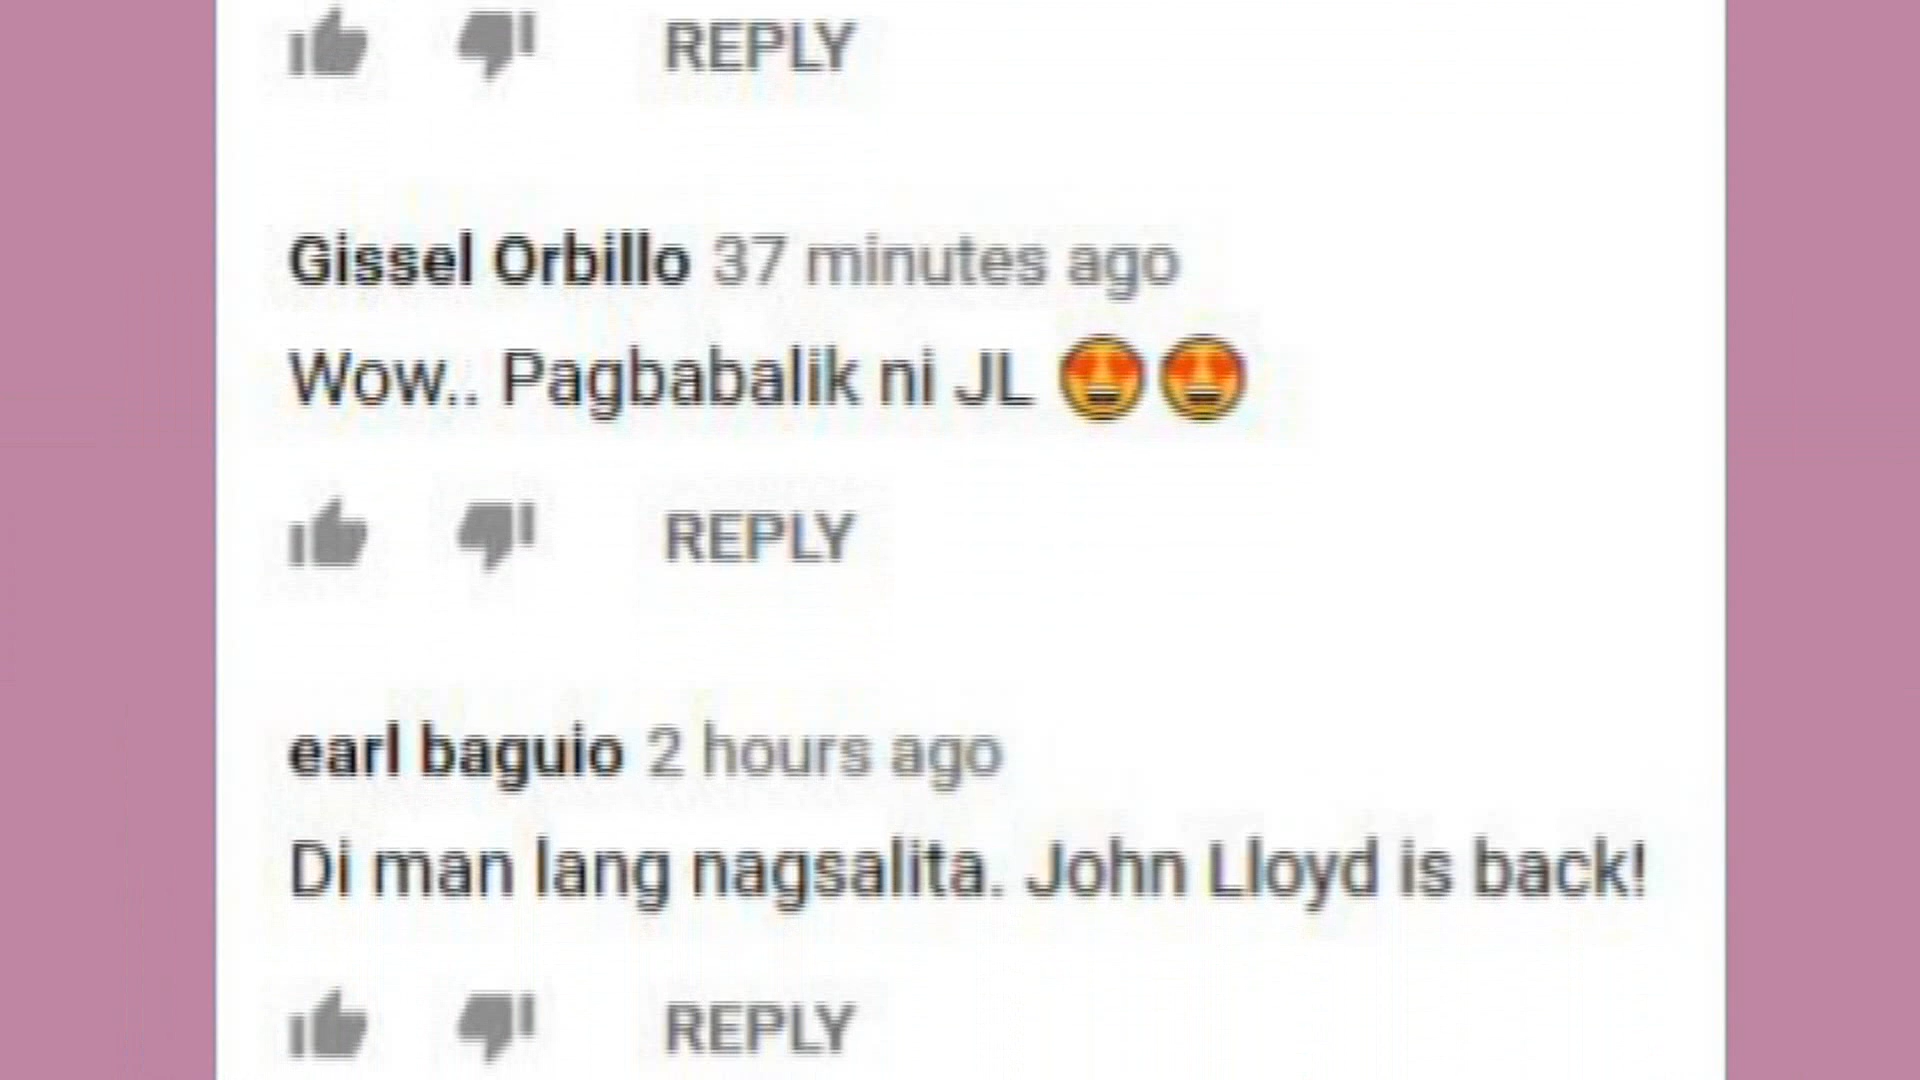 REPLY
Gissel Orbillo 37 minutes ago
Wow.. Pagbabalik ni JL 😍😍
REPLY
earl baguio 2 hours ago
Di man lang nagsalita. John Lloyd is back!
REPLY